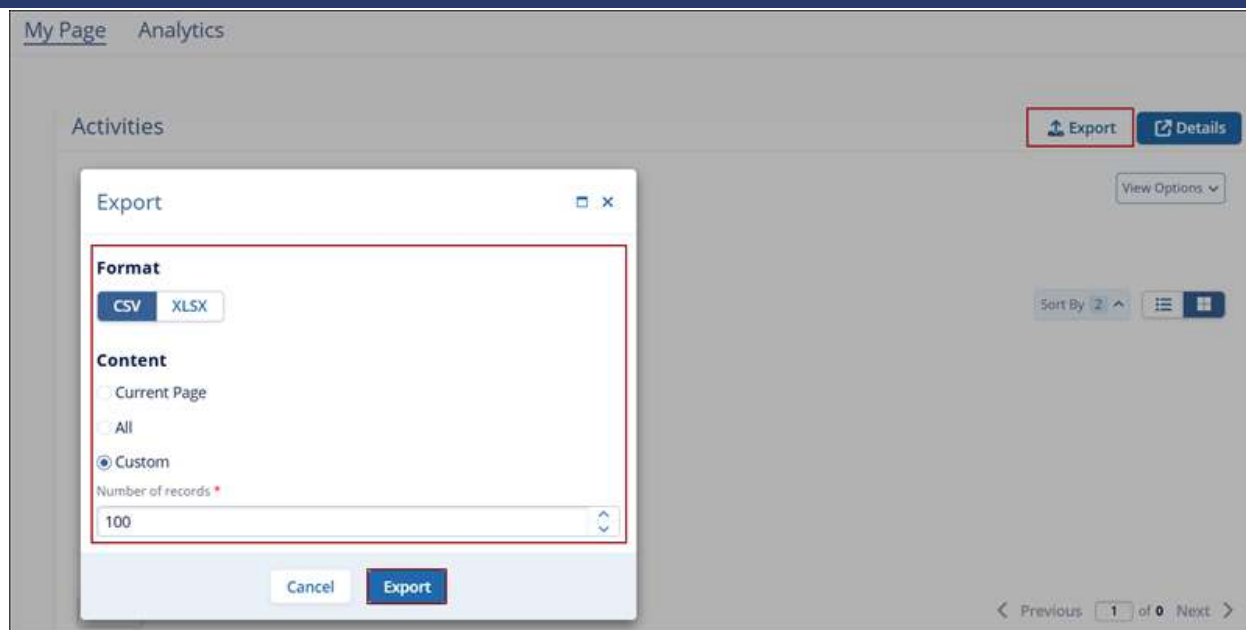 My Page Analytics
Activities Export Details
View Options
Export
Format
CSV XLSX
Sort By 2
Content
Current Page
All
Custom
Number of records *
100
Cancel Export
Previous 1 of 0 Next